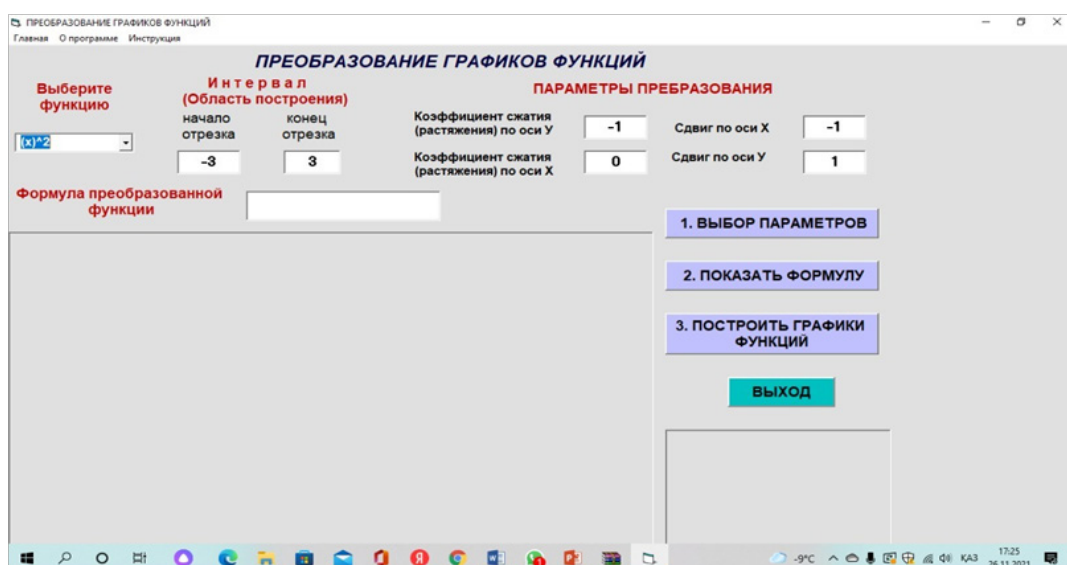 ПРЕОБРАЗОВАНИЕ ГРАФИКОВ ФУНКЦИЙ
Главная О программе Инструкция
ПРЕОБРАЗОВАНИЕ ГРАФИКОВ ФУНКЦИЙ
Выберите
функцию
(x)^2
Интервал
(Область построения)
начало
отрезка
конец
отрезка
-3
3
ПАРАМЕТРЫ ПРЕБРАЗОВАНИЯ
Коэффициент сжатия
(растяжения) по оси У
-1
Сдвиг по оси Х
-1
Коэффициент сжатия
(растяжения) по оси Х
0
Сдвиг по оси У
1
Формула преобразованной
функции
1. ВЫБОР ПАРАМЕТРОВ
2. ПОКАЗАТЬ ФОРМУЛУ
3. ПОСТРОИТЬ ГРАФИКИ
ФУНКЦИЙ
ВЫХОД
-9°C
КАЗ
17:25
26.11.2021